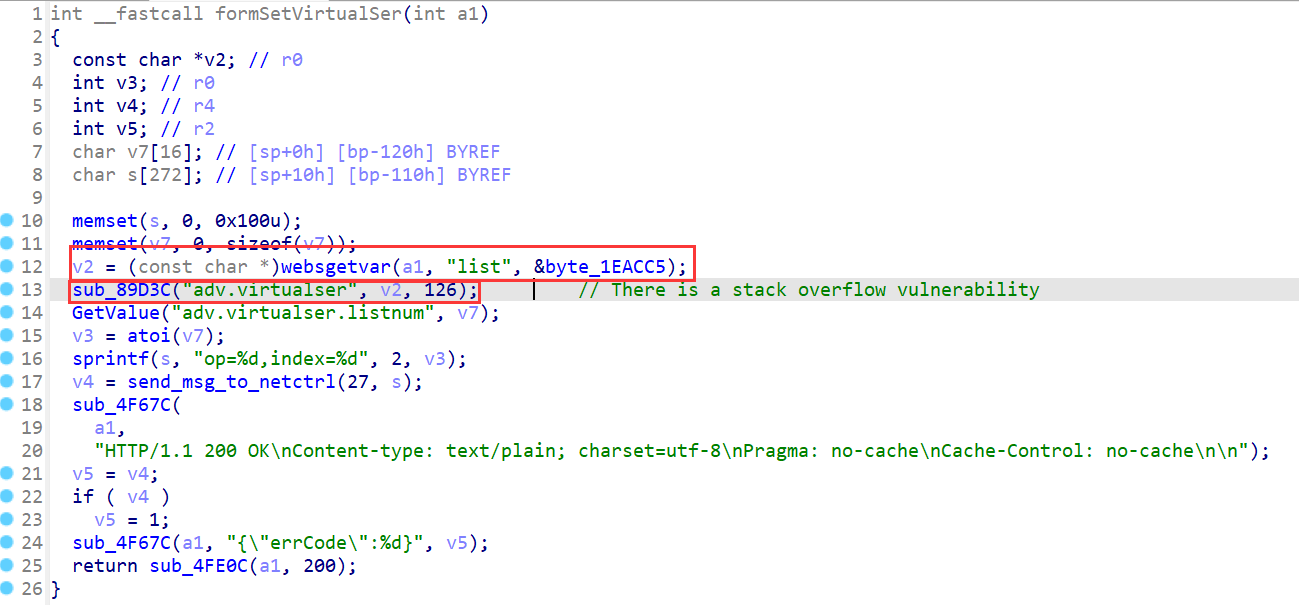 1 int __fastcall formSetVirtualSer(int a1)
2 {
3   const char *v2; // r0
4   int v3; // r0
5   int v4; // r4
6   int v5; // r2
7   char v7[16]; // [sp+0h] [bp-120h] BYREF
8   char s[272]; // [sp+10h] [bp-110h] BYREF
9
10   memset(s, 0, 0x100u);
11   memset(v7, 0, sizeof(v7));
12   v2 = (const char *)websgetvar(a1, "list", &byte_1EACC5);
13   sub_89D3C("adv.virtualser", v2, 126);         // There is a stack overflow vulnerability
14   GetValue("adv.virtualser.listnum", v7);
15   v3 = atoi(v7);
16   sprintf(s, "op=%d,index=%d", 2, v3);
17   v4 = send_msg_to_netctrl(27, s);
18   sub_4F67C(
19     a1,
20     "HTTP/1.1 200 OK\nContent-type: text/plain; charset=utf-8\nPragma: no-cache\nCache-Control: no-cache\n\n");
21   v5 = v4;
22   if ( v4 )
23     v5 = 1;
24   sub_4F67C(a1, "{\"errCode\":%d}", v5);
25   return sub_4FE0C(a1, 200);
26 }